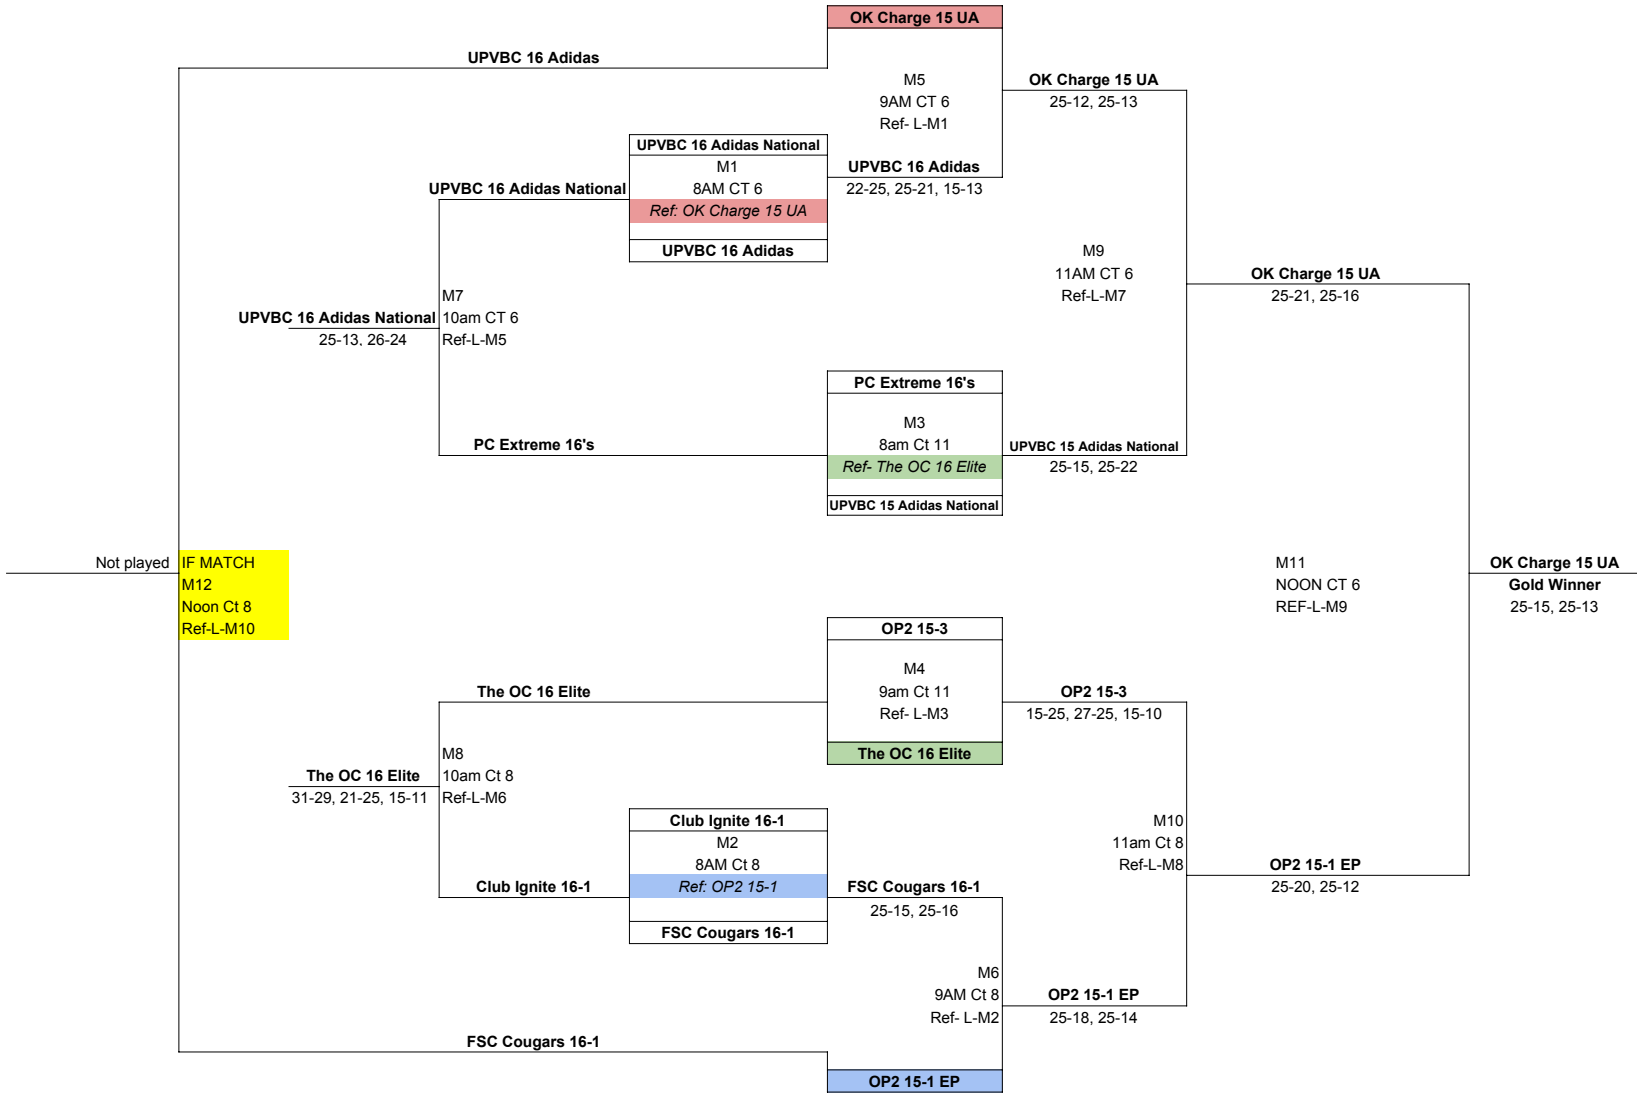 OK Charge 15 UA
UPVBC 16 Adidas
M5
9AM CT 6
Ref- L-M1
OK Charge 15 UA
25-12, 25-13
UPVBC 16 Adidas National
M1
8AM CT 6
Ref: OK Charge 15 UA
UPVBC 16 Adidas
UPVBC 16 Adidas National
UPVBC 16 Adidas
22-25, 25-21, 15-13
M9
11AM CT 6
Ref-L-M7
OK Charge 15 UA
25-21, 25-16
M7
10am CT 6
Ref-L-M5
UPVBC 16 Adidas National
25-13. 26-24
PC Extreme 16's
M3
8am Ct 11
Ref- The OC 16 Elite
UPVBC 15 Adidas National
PC Extreme 16's
UPVBC 15 Adidas National
25-15, 25-22
Not played
IF MATCH
M12
Noon Ct 8
Ref-L-M10
M11
NOON CT 6
REF-L-M9
OK Charge 15 UA
Gold Winner
25-15, 25-13
OP2 15-3
M4
9am Ct 11
Ref- L-M3
The OC 16 Elite
The OC 16 Elite
OP2 15-3
15-25, 27-25, 15-10
M8
10am Ct 8
Ref-L-M6
The OC 16 Elite
31-29, 21-25, 15-11
Club Ignite 16-1
M2
8AM Ct 8
Ref: OP2 15-1
FSC Cougars 16-1
Club Ignite 16-1
FSC Cougars 16-1
25-15, 25-16
M10
11am Ct 8
Ref-L-M8
OP2 15-1 EP
25-20, 25-12
M6
9AM Ct 8
Ref- L-M2
OP2 15-1 EP
25-18, 25-14
FSC Cougars 16-1
OP2 15-1 EP